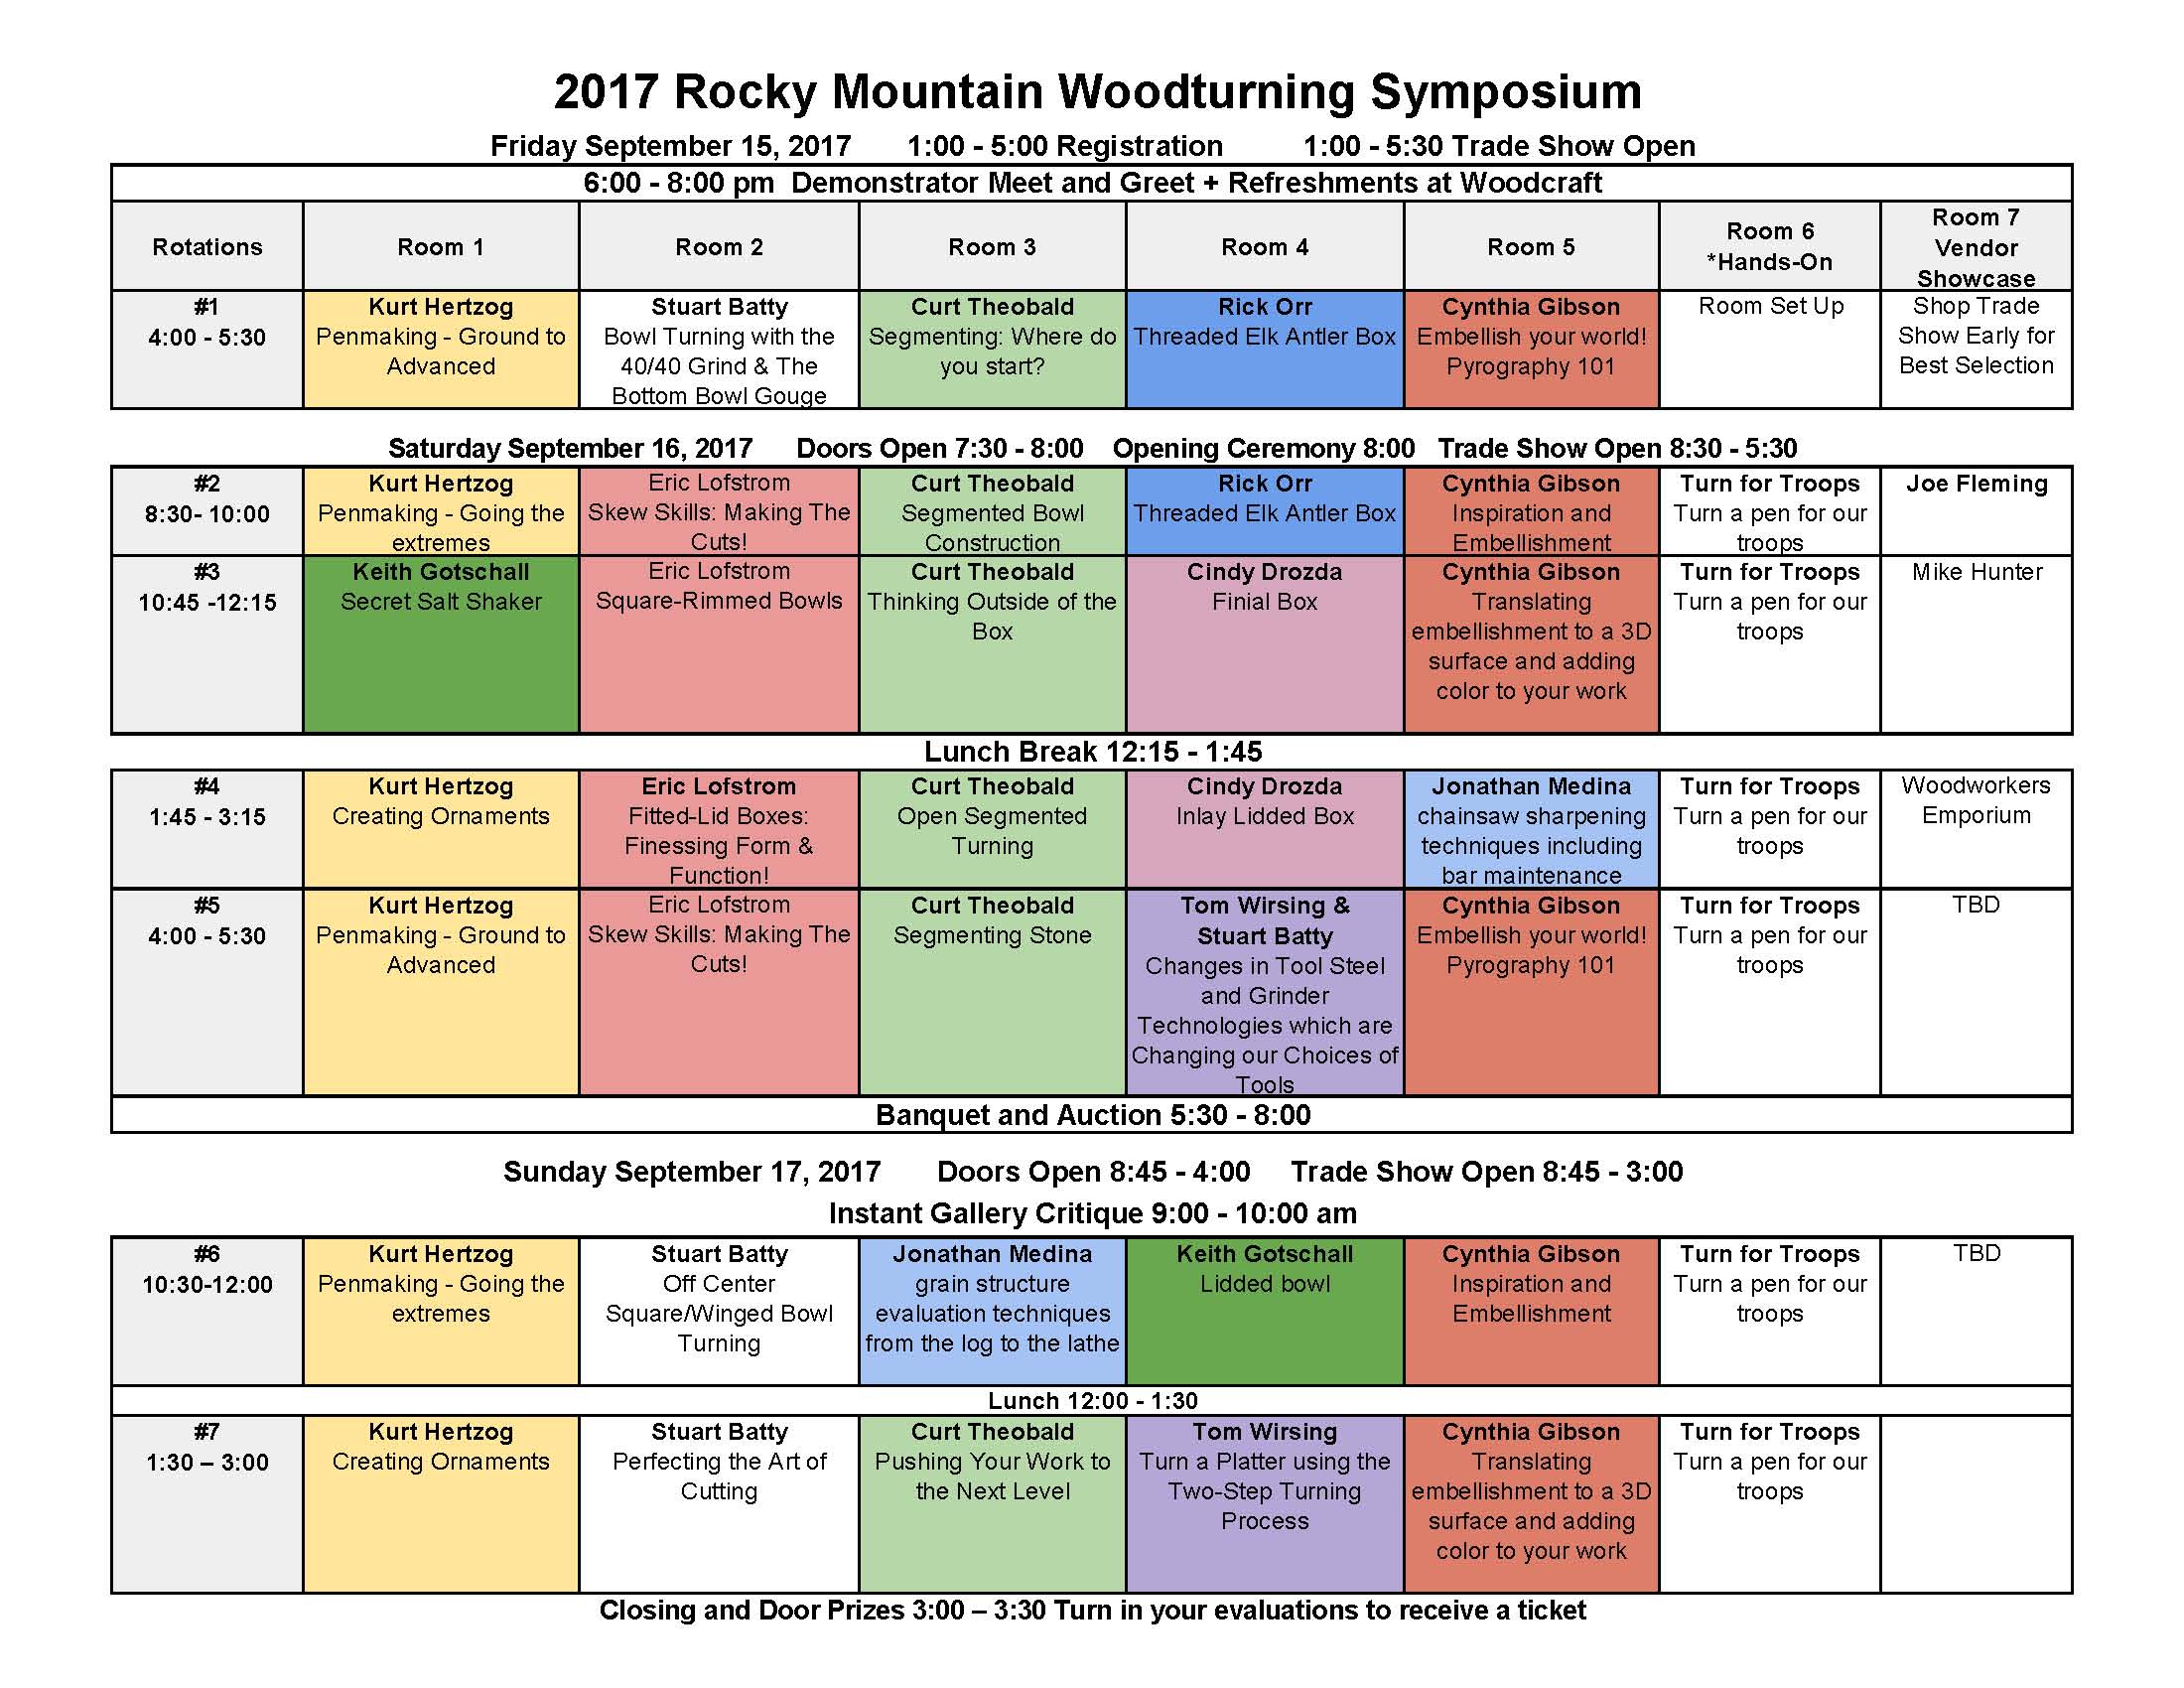 2017 Rocky Mountain Woodturning Symposium
Friday September 15, 2017 1:00 - 5:00 Registration 1:00 - 5:30 Trade Show Open
6:00 - 8:00 pm Demonstrator Meet and Greet + Refreshments at Woodcraft
Rotations
Room 1
Room 2
Room 3
Room 4
Room 5
Room 6
*Hands-On
Room 7
Vendor
Showcase
#1
4:00 - 5:30
Kurt Hertzog
Penmaking - Ground to
Advanced
Stuart Batty
Bowl Turning with the
40/40 Grind & The
Bottom Bowl Gouge
Curt Theobald
Segmenting: Where do
you start?
Rick Orr
Threaded Elk Antler Box
Cynthia Gibson
Embellish your world!
Pyrography 101
Room Set Up
Shop Trade
Show Early for
Best Selection
Saturday September 16, 2017 Doors Open 7:30 - 8:00 Opening Ceremony 8:00 Trade Show Open 8:30 - 5:30
#2
8:30- 10:00
Kurt Hertzog
Penmaking - Going the
extremes
Eric Lofstrom
Skew Skills: Making The
Cuts!
Curt Theobald
Segmented Bowl
Construction
Rick Orr
Threaded Elk Antler Box
Cynthia Gibson
Inspiration and
Embellishment
Turn for Troops
Turn a pen for our
troops
Joe Fleming
#3
10:45 -12:15
Keith Gotschall
Secret Salt Shaker
Eric Lofstrom
Square-Rimmed Bowls
Curt Theobald
Thinking Outside of the
Box
Cindy Drozda
Finial Box
Cynthia Gibson
Translating
embellishment to a 3D
surface and adding
color to your work
Turn for Troops
Turn a pen for our
troops
Mike Hunter
Lunch Break 12:15 - 1:45
#4
1:45 - 3:15
Kurt Hertzog
Creating Ornaments
Eric Lofstrom
Fitted-Lid Boxes:
Finessing Form &
Function!
Curt Theobald
Open Segmented
Turning
Cindy Drozda
Inlay Lidded Box
Jonathan Medina
chainsaw sharpening
techniques including
bar maintenance
Turn for Troops
Turn a pen for our
troops
Woodworkers
Emporium
#5
4:00 - 5:30
Kurt Hertzog
Penmaking - Ground to
Advanced
Eric Lofstrom
Skew Skills: Making The
Cuts!
Curt Theobald
Segmenting Stone
Tom Wirsing &
Stuart Batty
Changes in Tool Steel
and Grinder
Technologies which are
Changing our Choices of
Tools
Cynthia Gibson
Embellish your world!
Pyrography 101
Turn for Troops
Turn a pen for our
troops
TBD
Banquet and Auction 5:30 - 8:00
Sunday September 17, 2017 Doors Open 8:45 - 4:00 Trade Show Open 8:45 - 3:00
Instant Gallery Critique 9:00 - 10:00 am
#6
10:30-12:00
Kurt Hertzog
Penmaking - Going the
extremes
Stuart Batty
Off Center
Square/Winged Bowl
Turning
Jonathan Medina
grain structure
evaluation techniques
from the log to the lathe
Keith Gotschall
Lidded bowl
Cynthia Gibson
Inspiration and
Embellishment
Turn for Troops
Turn a pen for our
troops
TBD
Lunch 12:00 - 1:30
#7
1:30 – 3:00
Kurt Hertzog
Creating Ornaments
Stuart Batty
Perfecting the Art of
Cutting
Curt Theobald
Pushing Your Work to
the Next Level
Tom Wirsing
Turn a Platter using the
Two-Step Turning
Process
Cynthia Gibson
Translating
embellishment to a 3D
surface and adding
color to your work
Turn for Troops
Turn a pen for our
troops
Closing and Door Prizes 3:00 – 3:30 Turn in your evaluations to receive a ticket